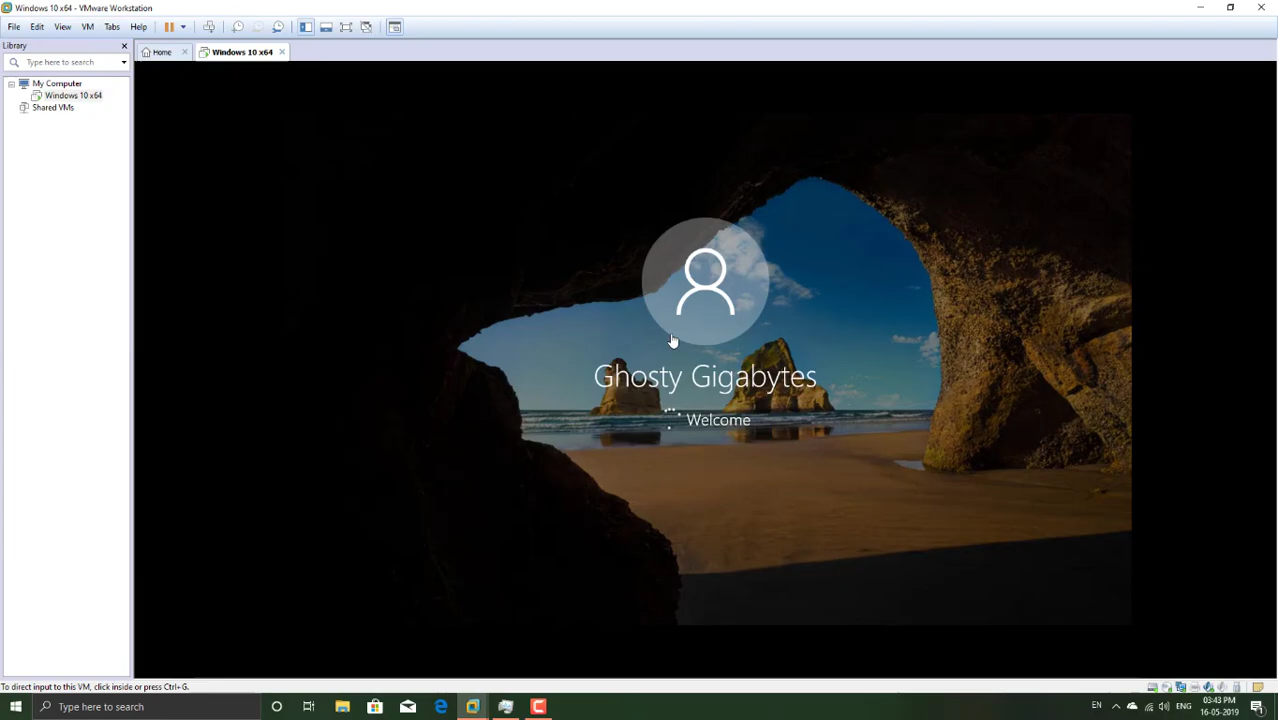 Windows 10 x64 - VMware Workstation
File Edit View VM Tabs Help
Library
Type here to search
Home
Windows 10 x64
My Computer
Windows 10 x64
Shared VMs
Ghosty Gigabytes
Welcome
To direct input to this VM, click inside or press Ctrl+G.
Type here to search
EN
ENG
03:43 PM
16-05-2019
1